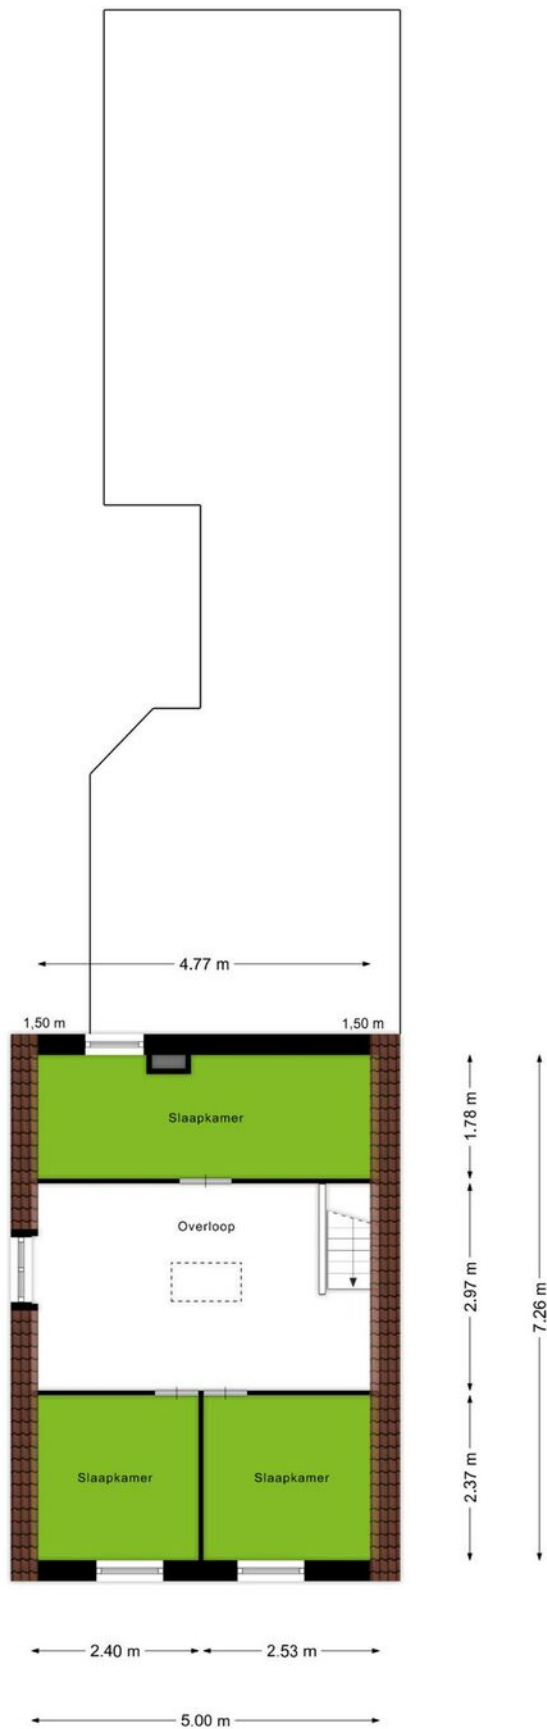 4.77 m
1,50 m
1,50 m
Slaapkamer
1.78 m
Overloop
2.97 m
7.26 m
Slaapkamer
Slaapkamer
2.37 m
2.40 m
2.53 m
5.00 m